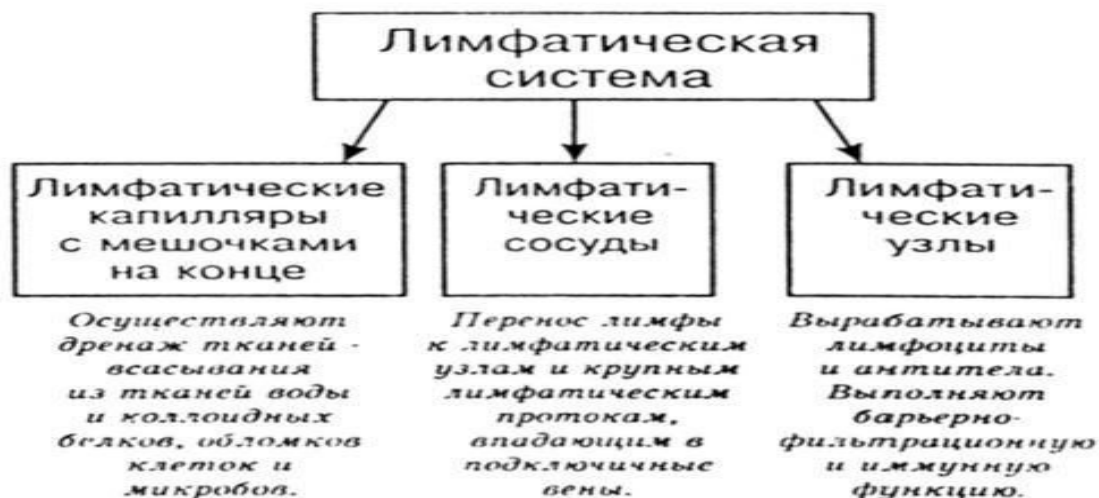 Лимфатическая
система
Лимфатические
капилляры
с мешочками
на конце
Лимфати-
ческие
сосуды
Лимфати-
ческие
узлы
Осуществляют
дренаж тканей -
всасывания
из тканей воды
и коллоидных
белков, обломков
клеток и
микробов.
Перенос лимфы
к лимфатическим
узлам и крупным
лимфатическим
протокам,
впадающим в
подключичные
вены.
Вырабатывают
лимфоциты
и антитела.
Выполняют
барьерно-
фильтрационную
и иммунную
функцию.